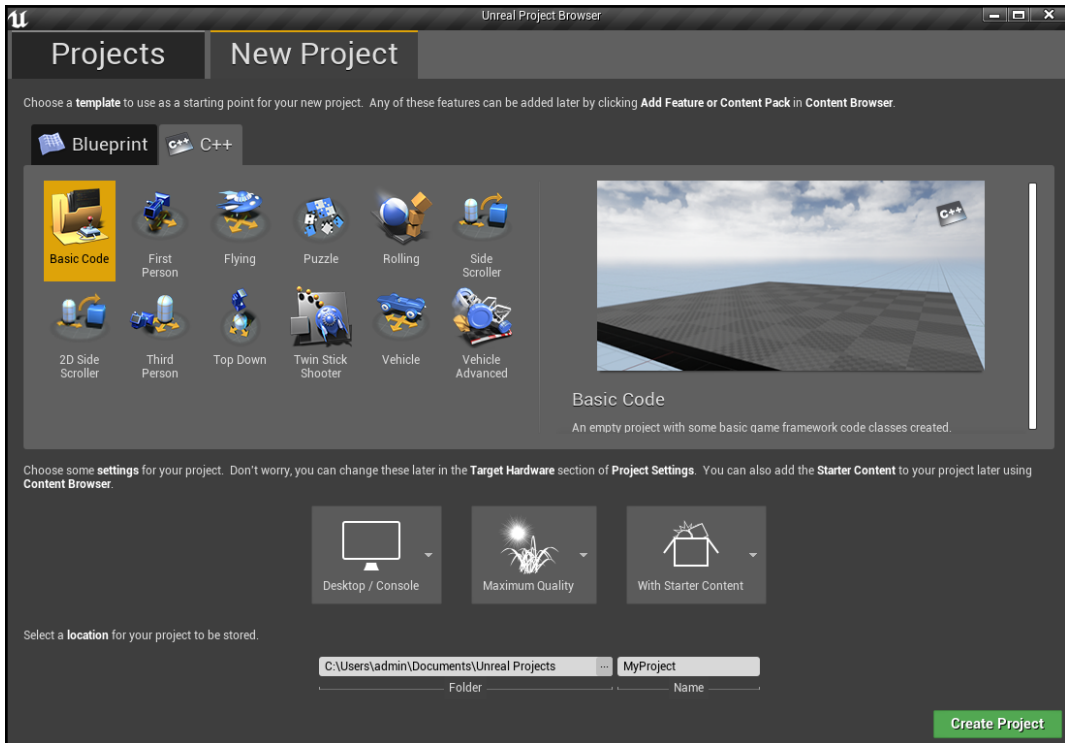 Unreal Project Browser
Projects
New Project
Choose a template to use as a starting point for your new project. Any of these features can be added later by clicking Add Feature or Content Pack in Content Browser.
Blueprint
C++
C++
Basic Code
First
Person
Flying
Puzzle
Rolling
Side
Scroller
2D Side
Scroller
Third
Person
Top Down
Twin Stick
Shooter
Vehicle
Vehicle
Advanced
C++
Basic Code
An empty project with some basic game framework code classes created.
Choose some settings for your project. Don't worry, you can change these later in the Target Hardware section of Project Settings. You can also add the Starter Content to your project later using
Content Browser.
Desktop / Console
Maximum Quality
With Starter Content
Select a location for your project to be stored.
C:\Users\admin\Documents\Unreal Projects
...
MyProject
Folder
Name
Create Project